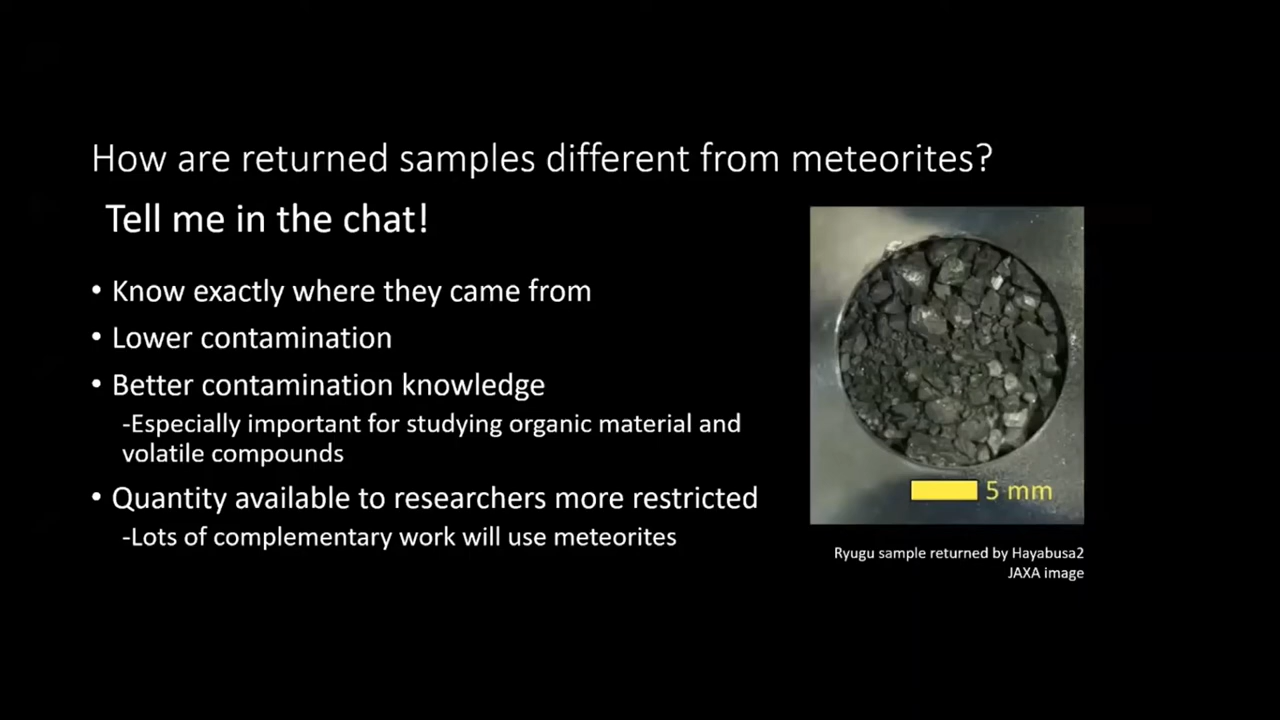 How are returned samples different from meteorites?
Tell me in the chat!
• Know exactly where they came from
• Lower contamination
• Better contamination knowledge
-Especially important for studying organic material and
volatile compounds
• Quantity available to researchers more restricted
-Lots of complementary work will use meteorites
5 mm
Ryugu sample returned by Hayabusa2
JAXA image